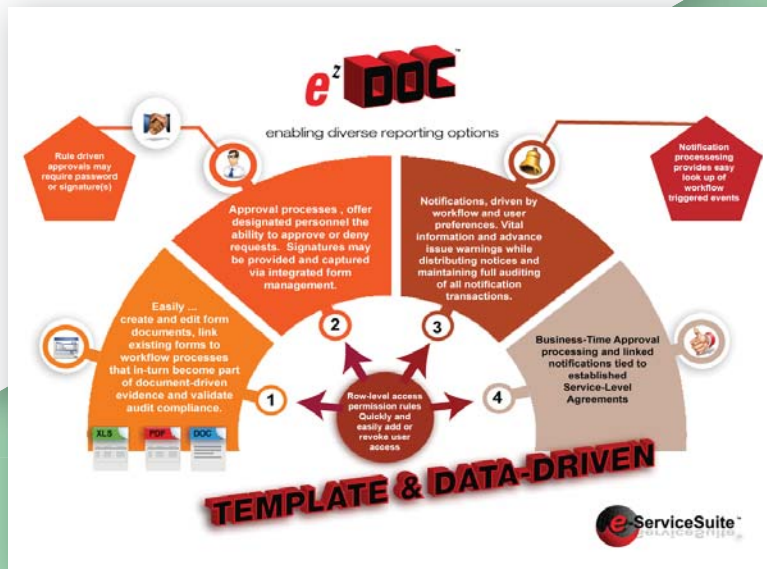 e z DOC ™
enabling diverse reporting options
Rule driven
approvals may
require password
or signature(s)
Notification
processesing
provides easy
look up of
workflow
triggered events
Approval processes , offer
designated personnel the
ability to approve or deny
requests. Signatures may
be provided and captured
via integrated form
management.
Notifications, driven by
workflow and user
preferences. Vital
information and advance
issue warnings while
distributing notices and
maintaining full auditing
of all notification
transactions.
Easily ...
create and edit form
documents, link
existing forms to
workflow processes
that in-turn become part
of document-driven
evidence and validate
audit compliance.
Business-Time Approval
processing and linked
notifications tied to
established
Service-Level
Agreements
1
2
3
4
Row-level access
permission rules
Quickly and
easily add or
revoke user
access
XLS
PDF
DOC
TEMPLATE & DATA-DRIVEN
e-ServiceSuite™